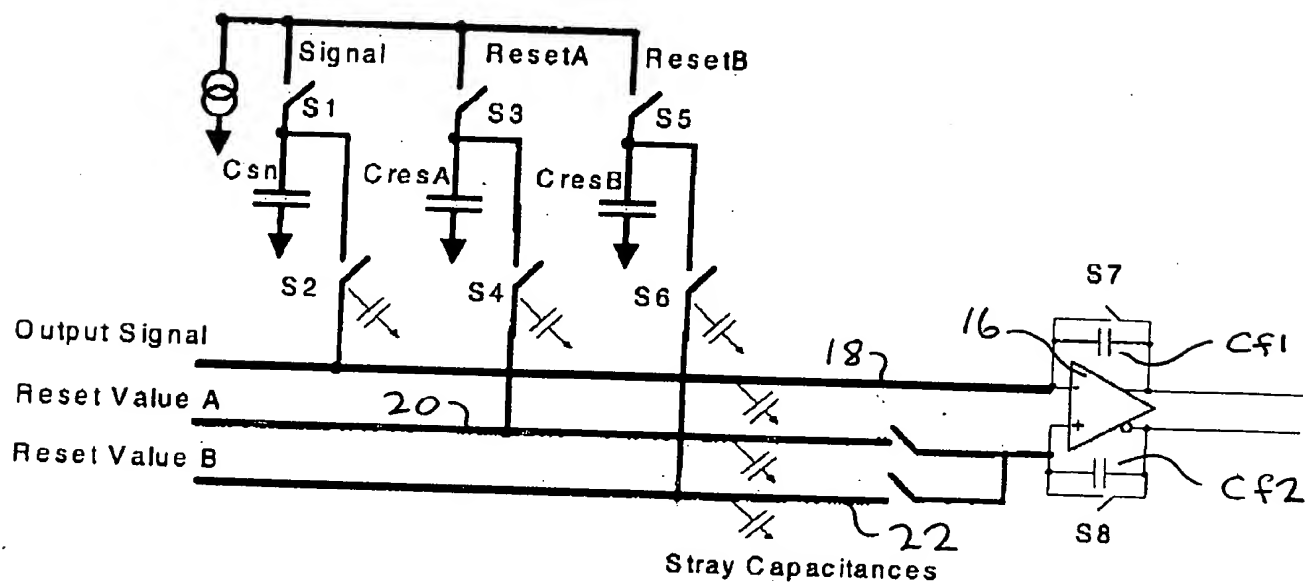 Signal
ResetA
ResetB
S1
S3
S5
Csn
CresA
CresB
S2
S4
S6
S7
Output Signal
16
Cf1
18
Reset Value A
20
Reset Value B
Cf2
22
S8
Stray Capacitances